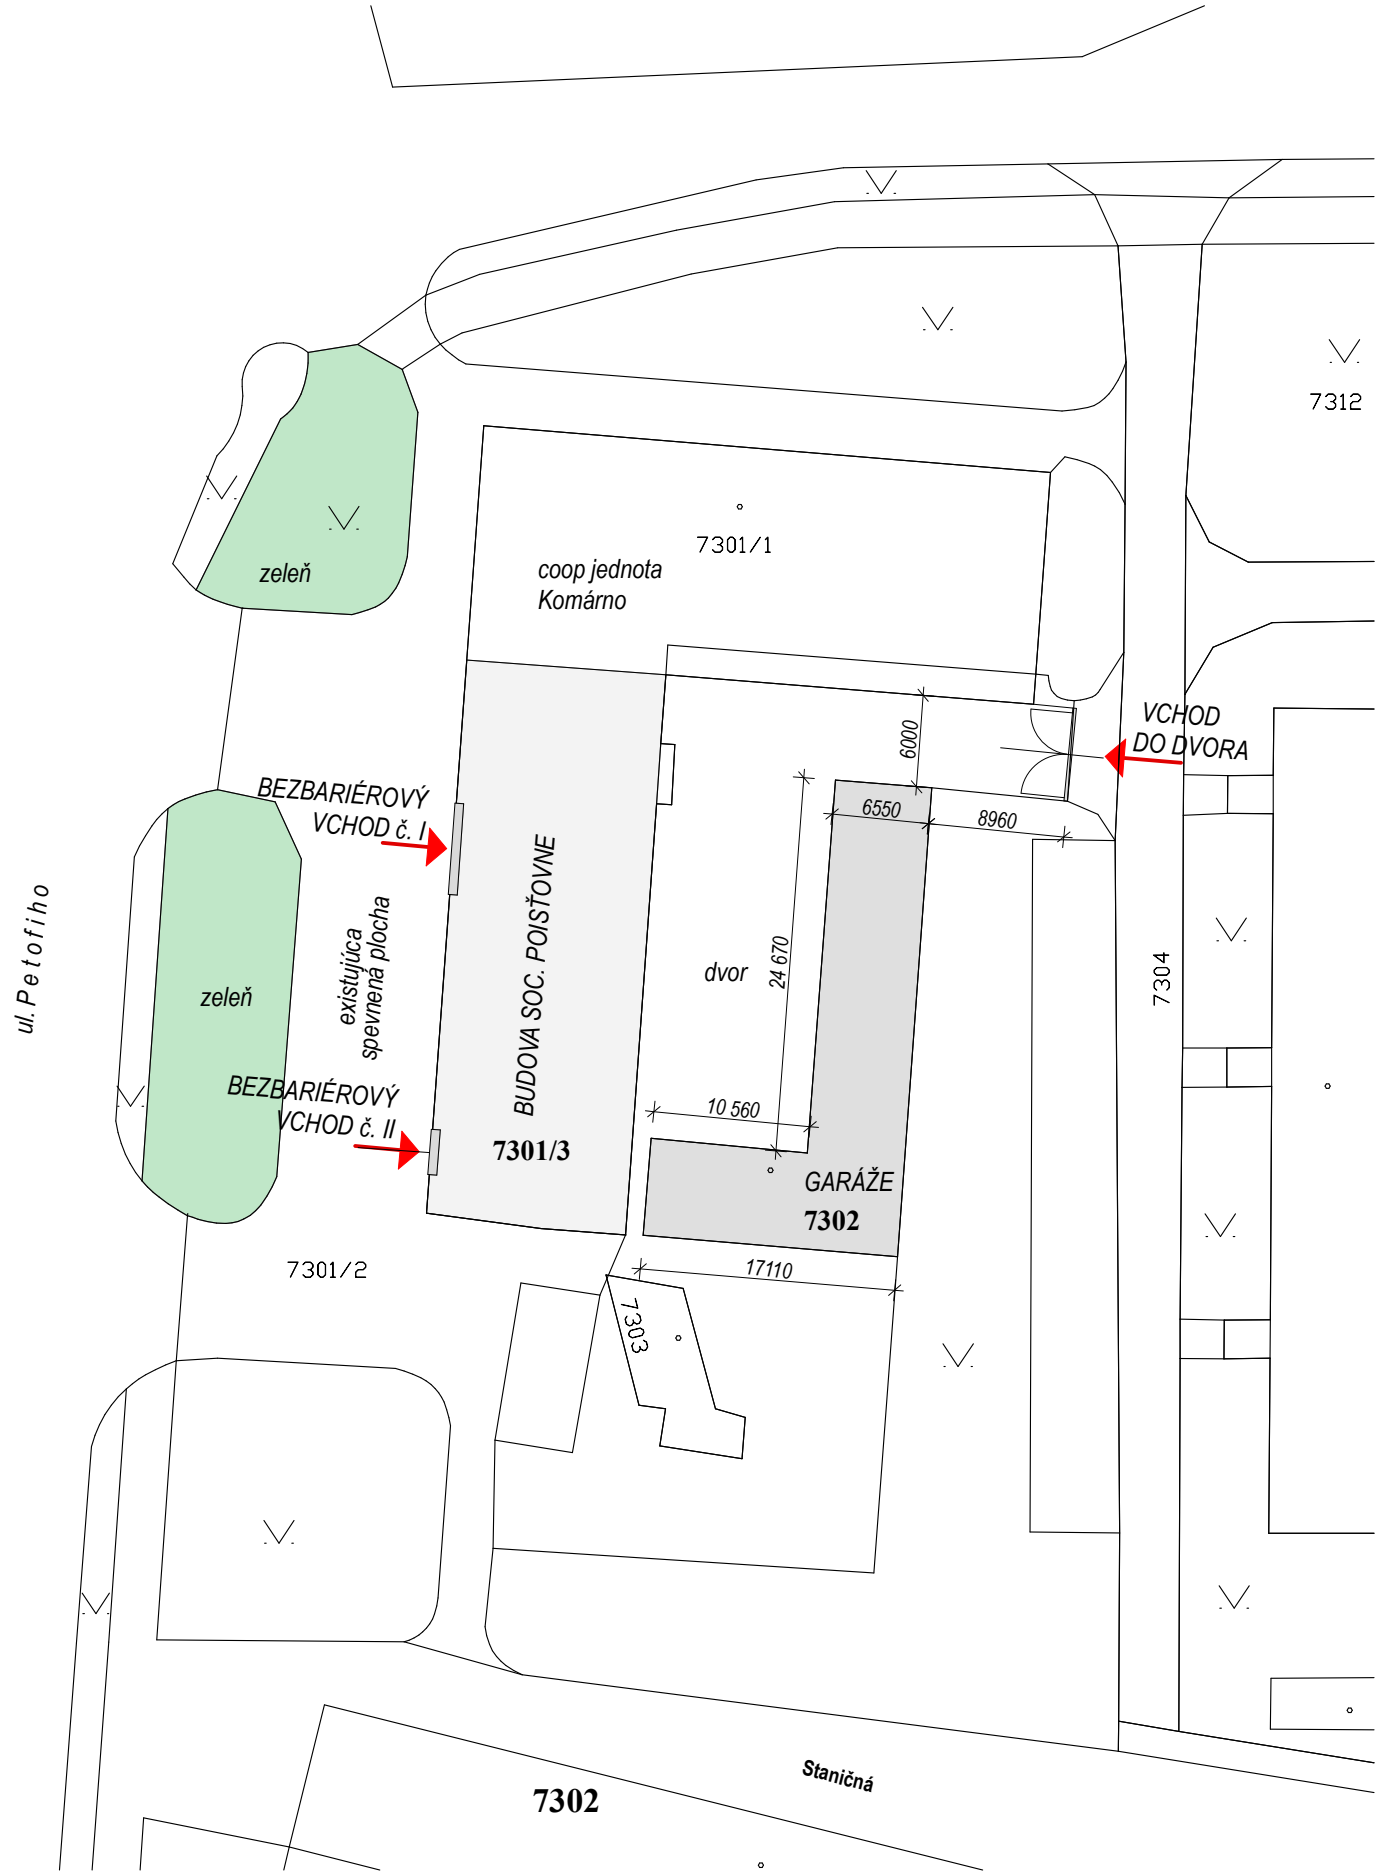 7312
7301/1
zeleň
coop jednota
Komárno
VCHOD
DO DVORA
6000
BEZBARIÉROVÝ
VCHOD č. I
6550
8960
ul. Petofiho
existujúca
spevnená plocha
BUDOVA SOC. POISŤOVNE
dvor
24 670
7304
zeleň
BEZBARIÉROVÝ
VCHOD č. II
10 560
7301/3
GARÁŽE
7302
7301/2
17110
7303
Staničná
7302